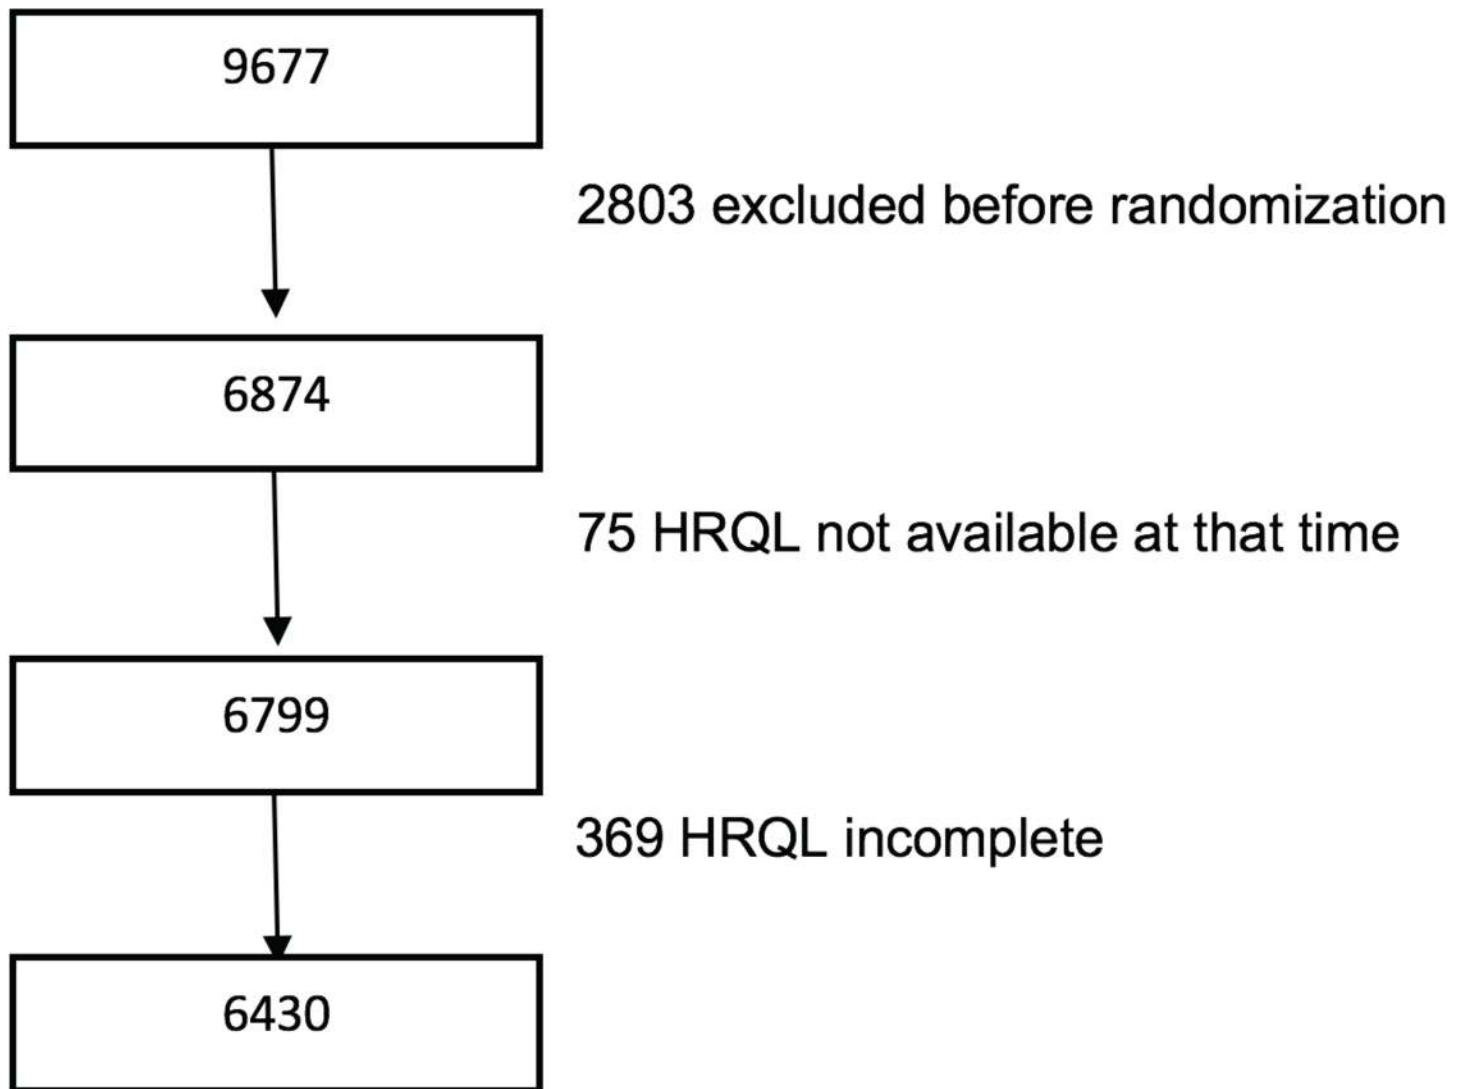 9677
2803 excluded before randomization
6874
75 HRQL not available at that time
6799
369 HRQL incomplete
6430